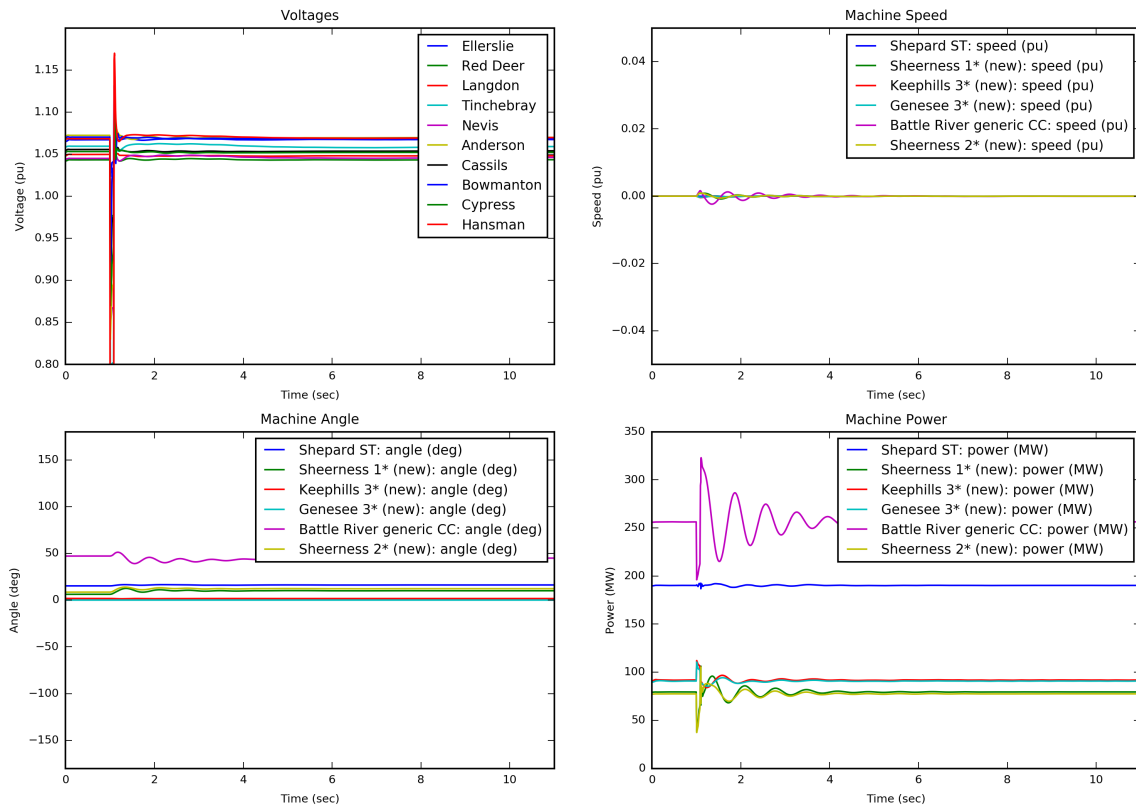 Voltages
1.15
1.10
1.05
1.00
0.95
0.90
0.85
0.80
Voltage (pu)
0
2
4
6
8
10
Time (sec)
Ellerslie
Red Deer
Langdon
Tinchebray
Nevis
Anderson
Cassils
Bowmanton
Cypress
Hansman
Machine Speed
0.04
0.02
0.00
−0.02
−0.04
Speed (pu)
0
2
4
6
8
10
Time (sec)
Shepard ST: speed (pu)
Sheerness 1* (new): speed (pu)
Keephills 3* (new): speed (pu)
Genesee 3* (new): speed (pu)
Battle River generic CC: speed (pu)
Sheerness 2* (new): speed (pu)
Machine Angle
150
100
50
0
−50
−100
−150
Angle (deg)
0
2
4
6
8
10
Time (sec)
Shepard ST: angle (deg)
Sheerness 1* (new): angle (deg)
Keephills 3* (new): angle (deg)
Genesee 3* (new): angle (deg)
Battle River generic CC: angle (deg)
Sheerness 2* (new): angle (deg)
Machine Power
350
300
250
200
150
100
50
0
Power (MW)
0
2
4
6
8
10
Time (sec)
Shepard ST: power (MW)
Sheerness 1* (new): power (MW)
Keephills 3* (new): power (MW)
Genesee 3* (new): power (MW)
Battle River generic CC: power (MW)
Sheerness 2* (new): power (MW)